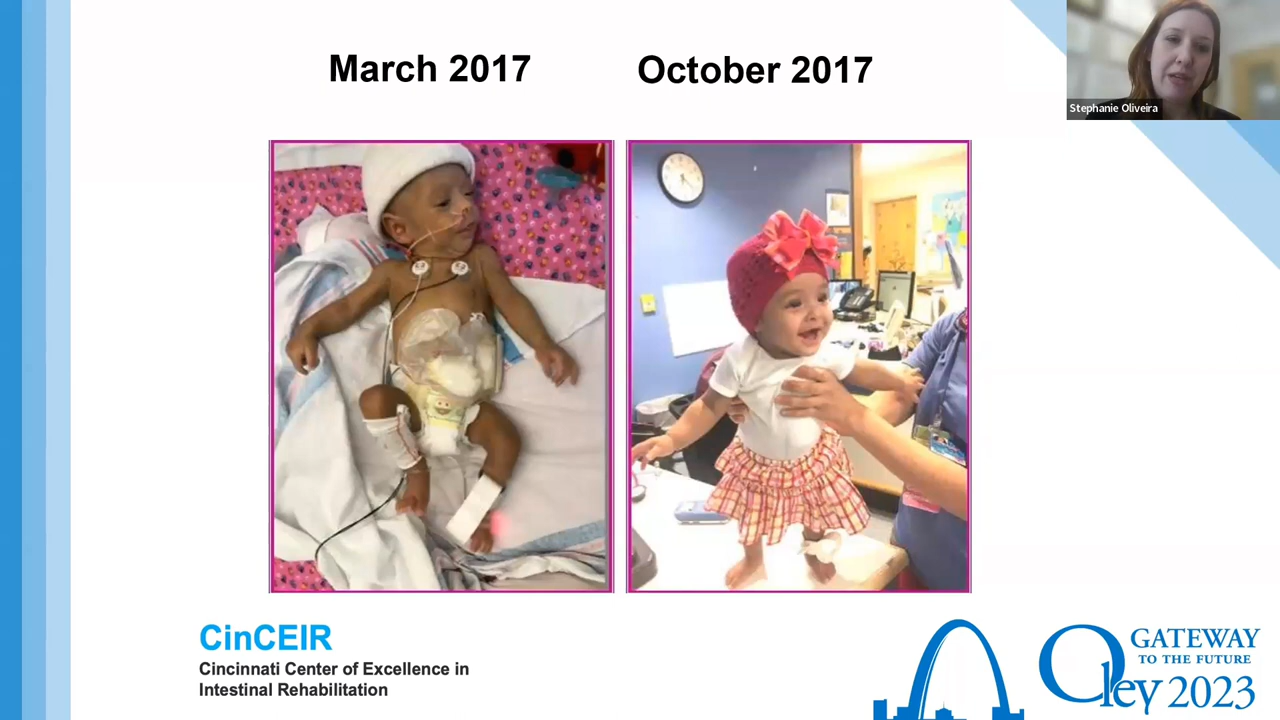 March 2017
October 2017
Stephanie Oliveira
CinCEIR
Cincinnati Center of Excellence in
Intestinal Rehabilitation
GATEWAY
TO THE FUTURE
Oley 2023